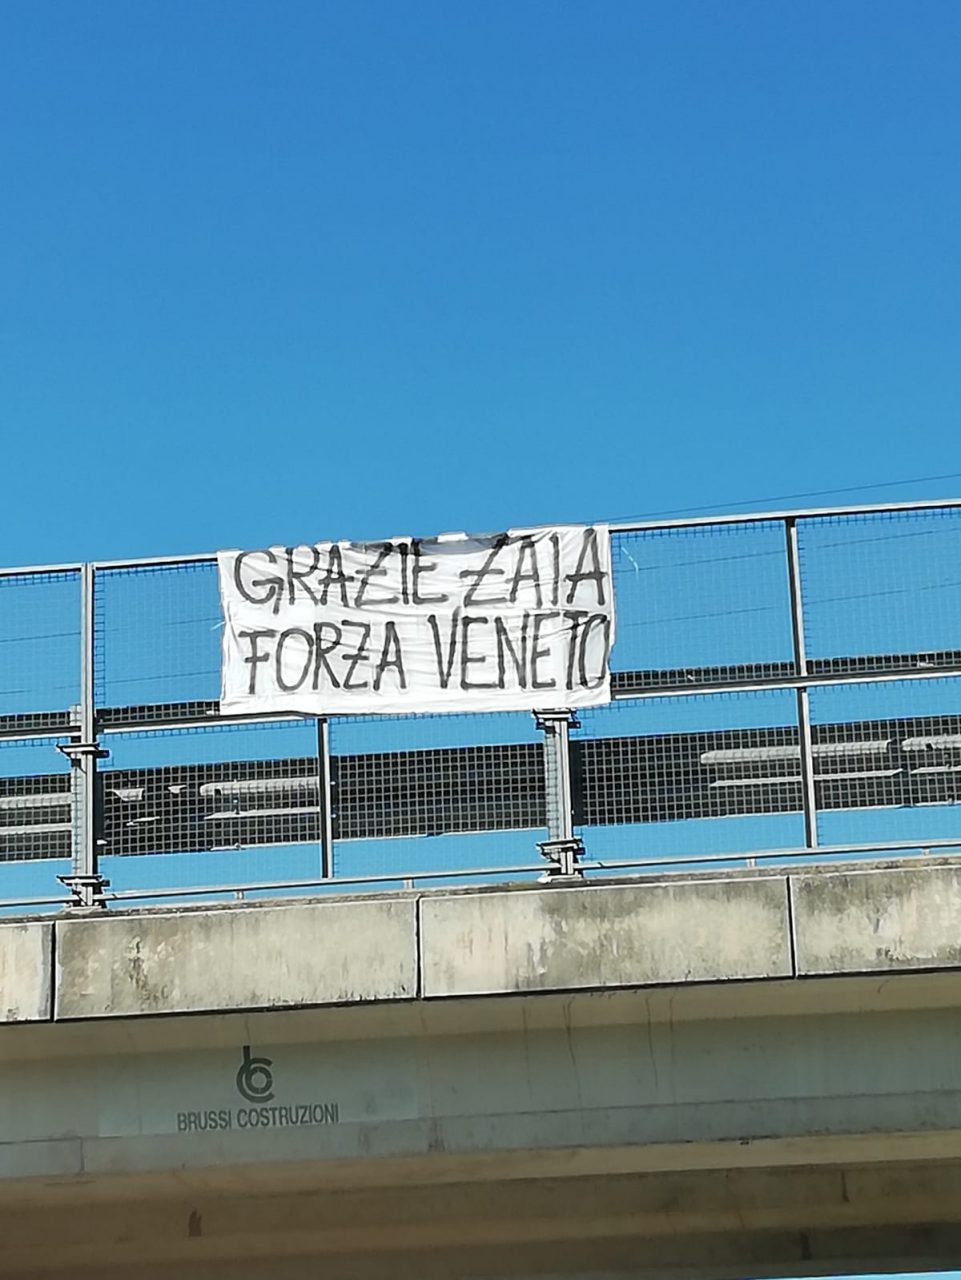 GRAZIE ZAIA
FORZA VENETO
BRUSSI COSTRUZIONI